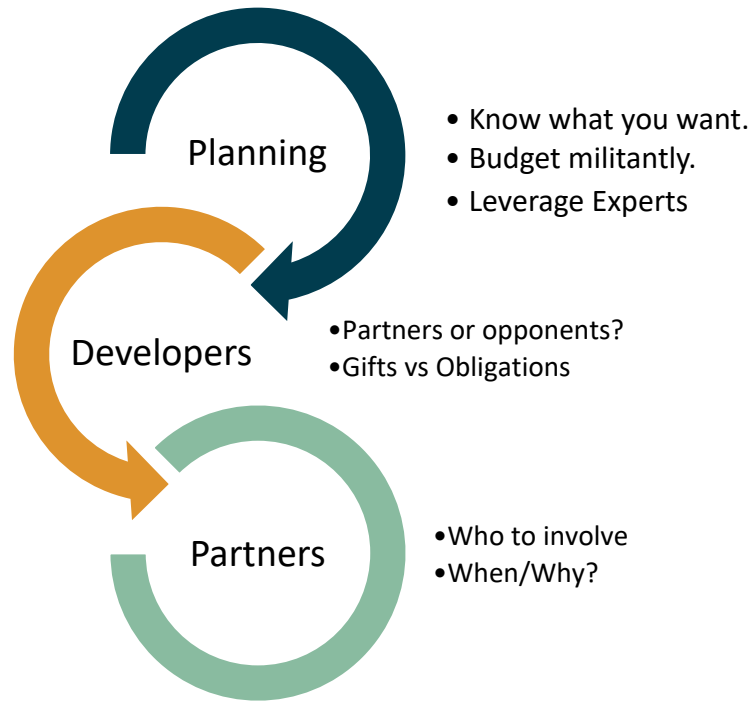 Planning
• Know what you want.
• Budget militantly.
• Leverage Experts
Developers
•Partners or opponents?
•Gifts vs Obligations
Partners
•Who to involve
•When/Why?